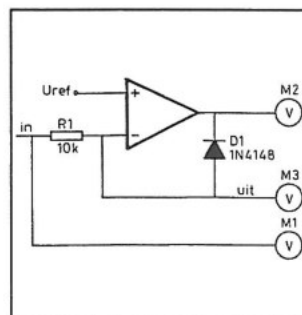 M2
Uref
+
in
R1
10k
-
D1
1N4148
V
M3
uit
V
M1
V